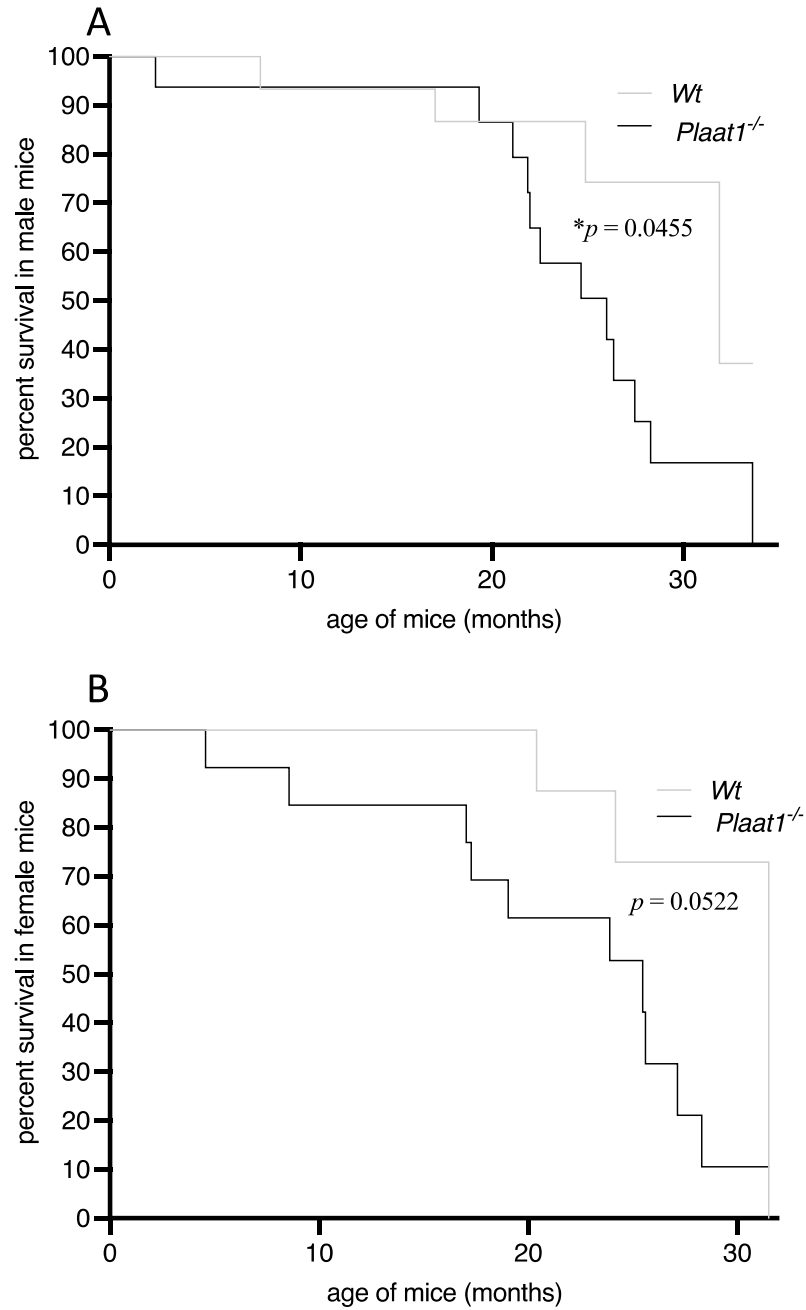 A
percent survival in male mice
100
90
80
70
60
50
40
30
20
10
0
Wt
Plaat1-/-
*p = 0.0455
0 10 20 30
age of mice (months)
B
percent survival in female mice
100
90
80
70
60
50
40
30
20
10
0
Wt
Plaat1-/-
p = 0.0522
0 10 20 30
age of mice (months)